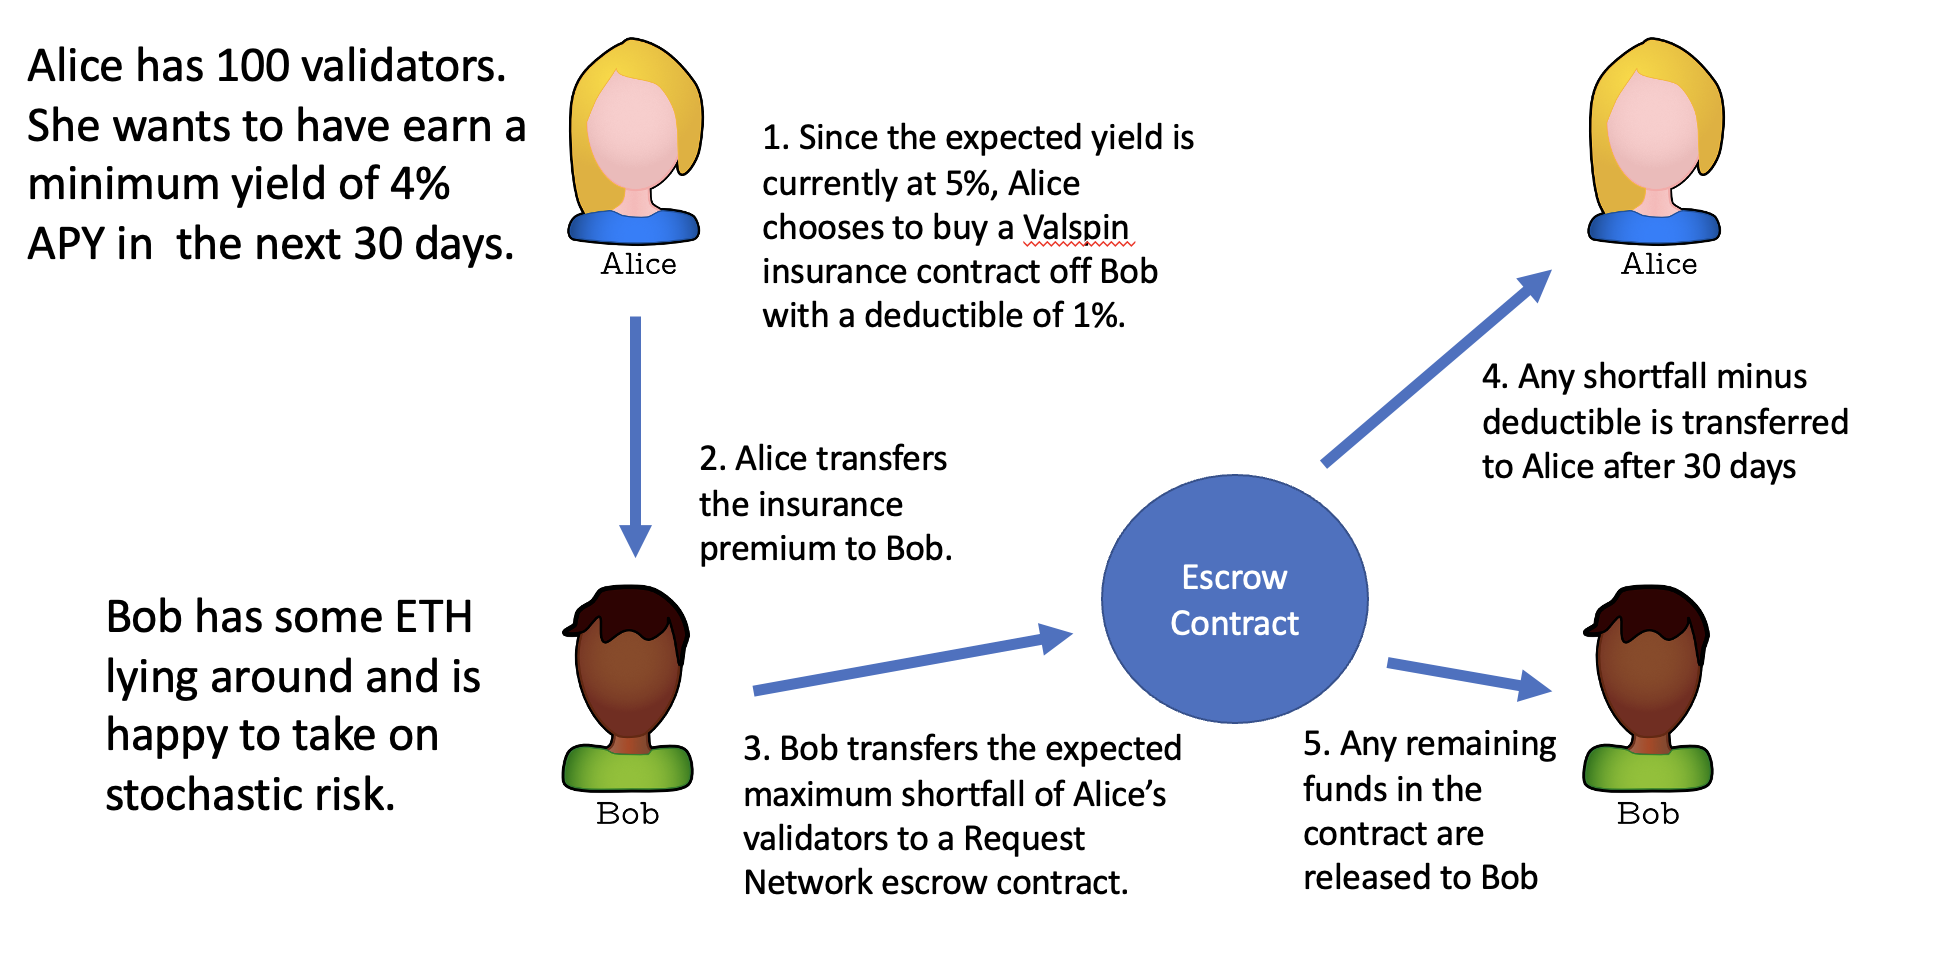 Alice has 100 validators.
She wants to have earn a
minimum yield of 4%
APY in  the next 30 days.
Alice
1. Since the expected yield is
currently at 5%, Alice
chooses to buy a Valspin
insurance contract off Bob
with a deductible of 1%.
Alice
2. Alice transfers
the insurance
premium to Bob.
4. Any shortfall minus
deductible is transferred
to Alice after 30 days
Escrow
Contract
Bob has some ETH
lying around and is
happy to take on
stochastic risk.
Bob
3. Bob transfers the expected
maximum shortfall of Alice’s
validators to a Request
Network escrow contract.
5. Any remaining
funds in the
contract are
released to Bob
Bob